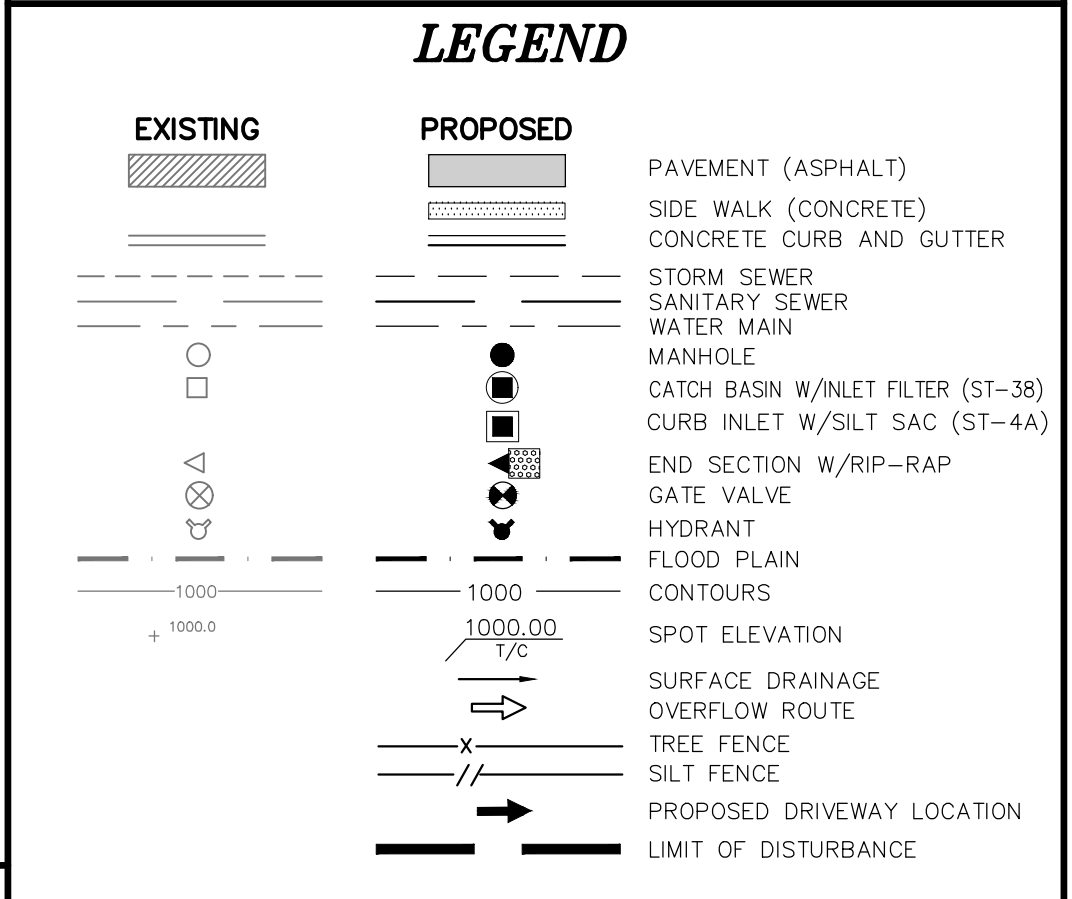 LEGEND
EXISTING PROPOSED
PAVEMENT (ASPHALT)
SIDE WALK (CONCRETE)
CONCRETE CURB AND GUTTER
STORM SEWER
SANITARY SEWER
WATER MAIN
MANHOLE
CATCH BASIN W/INLET FILTER (ST-38)
CURB INLET W/SILT SAC (ST-4A)
END SECTION W/RIP-RAP
GATE VALVE
HYDRANT
FLOOD PLAIN
1000 1000 CONTOURS
1000.0 1000.00 SPOT ELEVATION
T/C
SURFACE DRAINAGE
OVERFLOW ROUTE
X TREE FENCE
// SILT FENCE
PROPOSED DRIVEWAY LOCATION
LIMIT OF DISTURBANCE